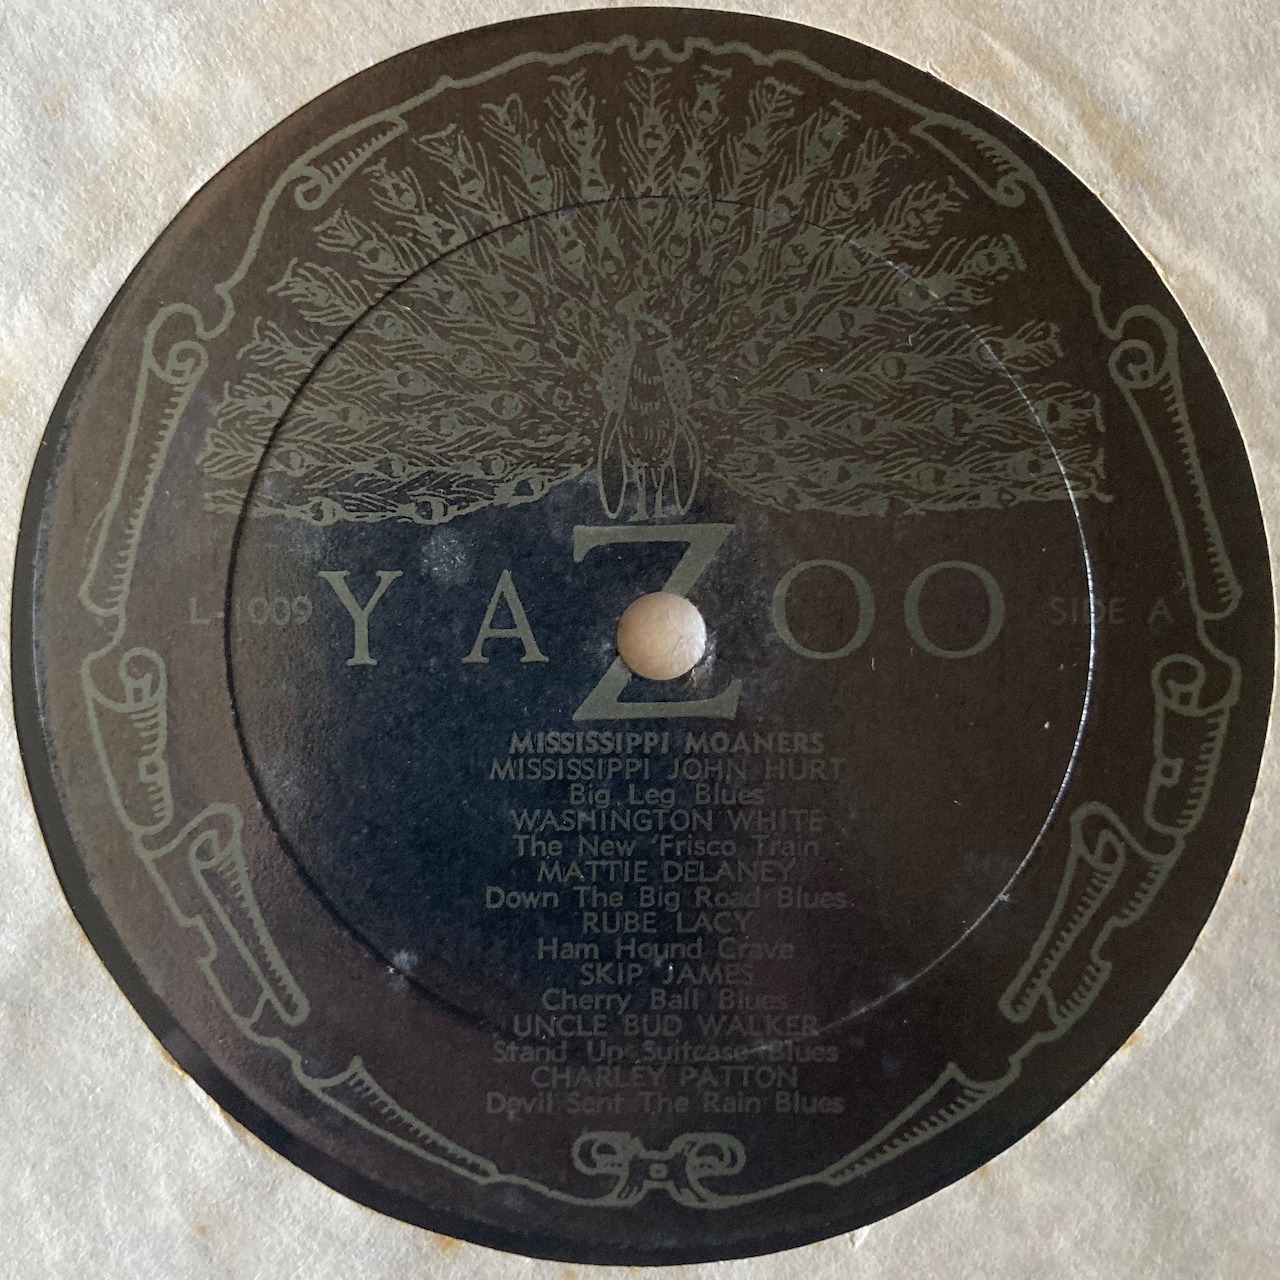 YAZOO
L-1009
SIDE A
MISSISSIPPI MOANERS
MISSISSIPPI JOHN HURT
Big Leg Blues
WASHINGTON WHITE
The New 'Frisco Train
MATTIE DELANEY
Down The Big Road Blues
RUBE LACY
Ham Hound Crave
SKIP JAMES
Cherry Ball Blues
UNCLE BUD WALKER
Stand Up Suitcase Blues
CHARLEY PATTON
Devil Sent The Rain Blues